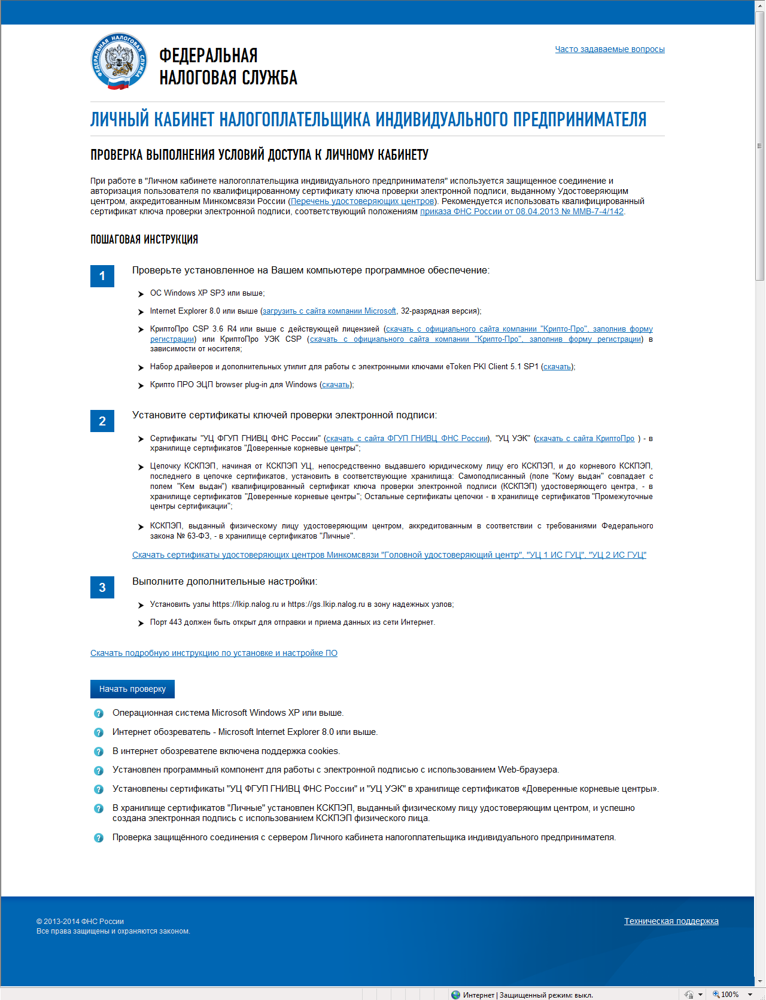 ФЕДЕРАЛЬНАЯ
НАЛОГОВАЯ СЛУЖБА
ФЕДЕРАЛЬНАЯ НАЛОГОВАЯ СЛУЖБА
Часто задаваемые вопросы
ЛИЧНЫЙ КАБИНЕТ НАЛОГОПЛАТЕЛЬЩИКА ИНДИВИДУАЛЬНОГО ПРЕДПРИНИМАТЕЛЯ
ПРОВЕРКА ВЫПОЛНЕНИЯ УСЛОВИЙ ДОСТУПА К ЛИЧНОМУ КАБИНЕТУ
При работе в "Личном кабинете налогоплательщика индивидуального предпринимателя" используется защищенное соединение и
авторизация пользователя по квалифицированному сертификату ключа проверки электронной подписи, выданному Удостоверяющим
центром, аккредитованным Минкомсвязи России (Перечень удостоверяющих центров). Рекомендуется использовать квалифицированный
сертификат ключа проверки электронной подписи, соответствующий положениям приказа ФНС России от 08.04.2013 № ММВ-7-4/142.
ПОШАГОВАЯ ИНСТРУКЦИЯ
1
Проверьте установленное на Вашем компьютере программное обеспечение:
ОС Windows XP SP3 или выше;
Internet Explorer 8.0 или выше (загрузить с сайта компании Microsoft, 32-разрядная версия);
КриптоПро CSP 3.6 R4 или выше с действующей лицензией (скачать с официального сайта компании "Крипто-Про", заполнив форму
регистрации) или КриптоПро УЭК CSP (скачать с официального сайта компании "Крипто-Про", заполнив форму регистрации) в
зависимости от носителя;
Набор драйверов и дополнительных утилит для работы с электронными ключами eToken PKI Client 5.1 SP1 (скачать);
Крипто ПРО ЭЦП browser plug-in для Windows (скачать);
2
Установите сертификаты ключей проверки электронной подписи:
Сертификаты "УЦ ФГУП ГНИВЦ ФНС России" (скачать с сайта ФГУП ГНИВЦ ФНС России), "УЦ УЭК" (скачать с сайта КриптоПро ) - в
хранилище сертификатов "Доверенные корневые центры";
Цепочку КСКПЭП, начиная от КСКПЭП УЦ, непосредственно выдавшего юридическому лицу его КСКПЭП, и до корневого КСКПЭП,
последнего в цепочке сертификатов, установить в соответствующие хранилища: Самоподписанный (поле "Кому выдан" совпадает с
полем "Кем выдан") квалифицированный сертификат ключа проверки электронной подписи (КСКПЭП) удостоверяющего центра, - в
хранилище сертификатов "Доверенные корневые центры"; Остальные сертификаты цепочки - в хранилище сертификатов "Промежуточные
центры сертификации";
КСКПЭП, выданный физическому лицу удостоверяющим центром, аккредитованным в соответствии с требованиями Федерального
закона № 63-ФЗ, - в хранилище сертификатов "Личные".
Скачать сертификаты удостоверяющих центров Минкомсвязи "Головной удостоверяющий центр", "УЦ 1 ИС ГУЦ", "УЦ 2 ИС ГУЦ"
3
Выполните дополнительные настройки:
Установить узлы https://lkip.nalog.ru и https://gs.lkip.nalog.ru в зону надежных узлов;
Порт 443 должен быть открыт для отправки и приема данных из сети Интернет.
Скачать подробную инструкцию по установке и настройке ПО
Начать проверку
Операционная система Microsoft Windows XP или выше.
Интернет обозреватель - Microsoft Internet Explorer 8.0 или выше.
В интернет обозревателе включена поддержка cookies.
Установлен программный компонент для работы с электронной подписью с использованием Web-браузера.
Установлены сертификаты "УЦ ФГУП ГНИВЦ ФНС России" и "УЦ УЭК" в хранилище сертификатов «Доверенные корневые центры».
В хранилище сертификатов "Личные" установлен КСКПЭП, выданный физическому лицу удостоверяющим центром, и успешно
создана электронная подпись с использованием КСКПЭП физического лица.
Проверка защищённого соединения с сервером Личного кабинета налогоплательщика индивидуального предпринимателя.
© 2013-2014 ФНС России
Все права защищены и охраняются законом.
Техническая поддержка
Интернет | Защищенный режим: выкл.
100%